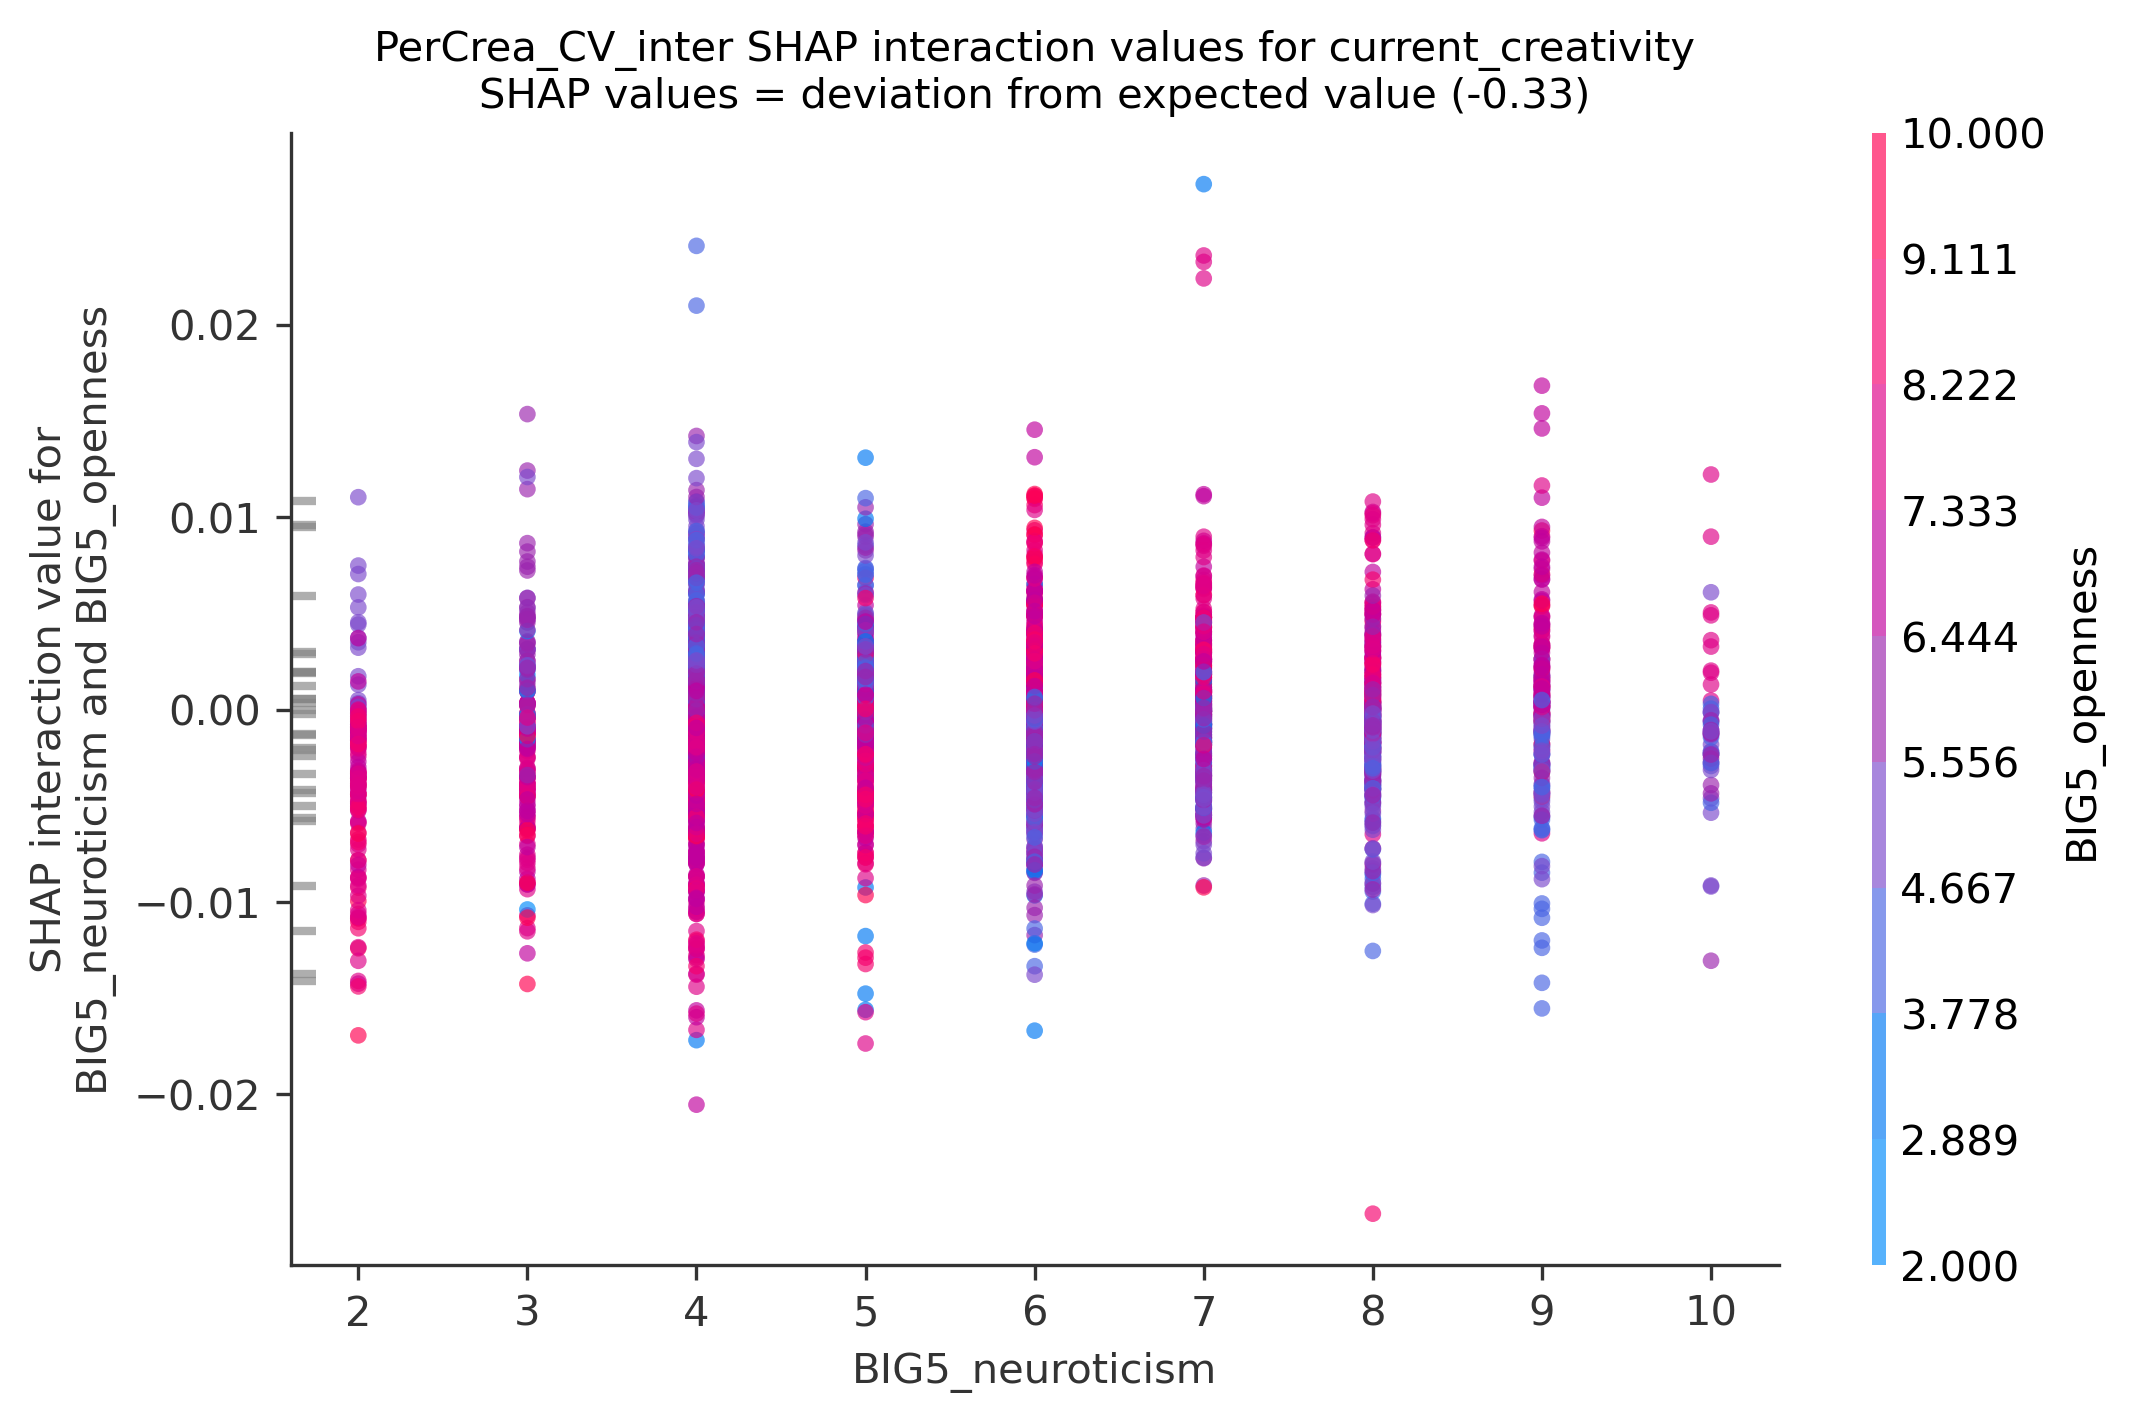 PerCrea_CV_inter SHAP interaction values for current_creativity
SHAP values = deviation from expected value (-0.33)
SHAP interaction value for
BIG5_neuroticism and BIG5_openness
0.02
0.01
0.00
−0.01
−0.02
2 3 4 5 6 7 8 9 10
BIG5_neuroticism
10.000
9.111
8.222
7.333
6.444
5.556
4.667
3.778
2.889
2.000
BIG5_openness